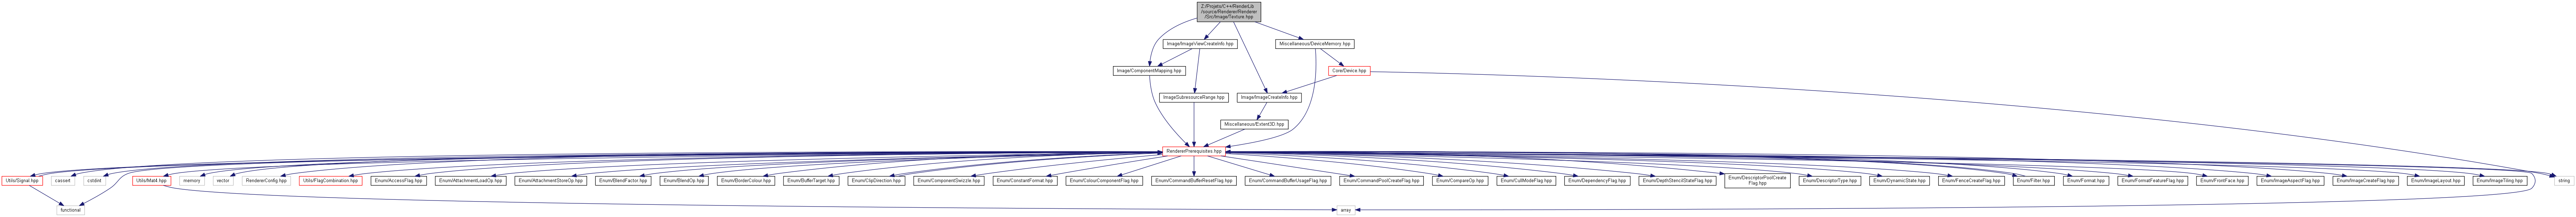 Z:/Projets/C++/RenderLib
/source/Renderer/Renderer
/Src/Image/Texture.hpp
Image/ImageViewCreateInfo.hpp
Miscellaneous/DeviceMemory.hpp
Image/ComponentMapping.hpp
Core/Device.hpp
Image/SubresourceRange.hpp
Image/ImageCreateInfo.hpp
Miscellaneous/Extent3D.hpp
RendererPrerequisites.hpp
Utils/Signal.hpp
cassert
cstdint
Utils/Mat4.hpp
memory
vector
RendererConfig.hpp
Utils/FlagCombination.hpp
Enum/AccessFlag.hpp
Enum/AttachmentLoadOp.hpp
Enum/AttachmentStoreOp.hpp
Enum/BlendFactor.hpp
Enum/BlendOp.hpp
Enum/BorderColour.hpp
Enum/BufferTarget.hpp
Enum/ClipDirection.hpp
Enum/ComponentSwizzle.hpp
Enum/ConstantFormat.hpp
Enum/ColourComponentFlag.hpp
Enum/CommandBufferResetFlag.hpp
Enum/CommandBufferUsageFlag.hpp
Enum/CommandPoolCreateFlag.hpp
Enum/CompareOp.hpp
Enum/CullModeFlag.hpp
Enum/DependencyFlag.hpp
Enum/DepthStencilStateFlag.hpp
Enum/DescriptorPoolCreate
Flag.hpp
Enum/DescriptorType.hpp
Enum/DynamicState.hpp
Enum/FenceCreateFlag.hpp
Enum/Filter.hpp
Enum/Format.hpp
Enum/FormatFeatureFlag.hpp
Enum/FrontFace.hpp
Enum/ImageAspectFlag.hpp
Enum/ImageCreateFlag.hpp
Enum/ImageLayout.hpp
Enum/ImageTiling.hpp
string
functional
array